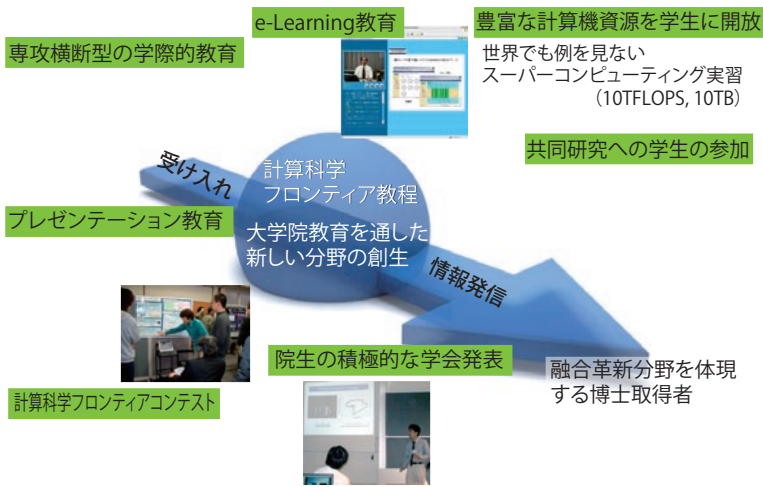 e-Learning教育
豊富な計算機資源を学生に開放
専攻横断型の学際的教育
世界でも例を見ない
スーパーコンピューティング実習
(10TFLOPS, 10TB)
共同研究への学生の参加
受け入れ
計算科学
フロンティア教程
大学院教育を通した
新しい分野の創生
プレゼンテーション教育
情報発信
院生の積極的な学会発表
融合革新分野を体現
する博士取得者
計算科学フロンティアコンテスト